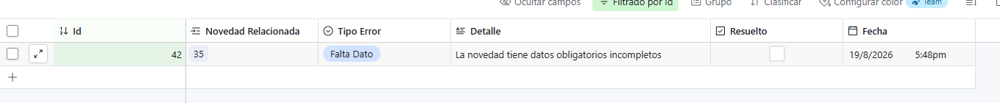 Ocultar campos Filtrado por Id Grupo Clasificar Configurar color Team
Id Novedad Relacionada Tipo Error Detalle Resuelto Fecha
42 35 Falta Dato La novedad tiene datos obligatorios incompletos 19/8/2026 5:48pm